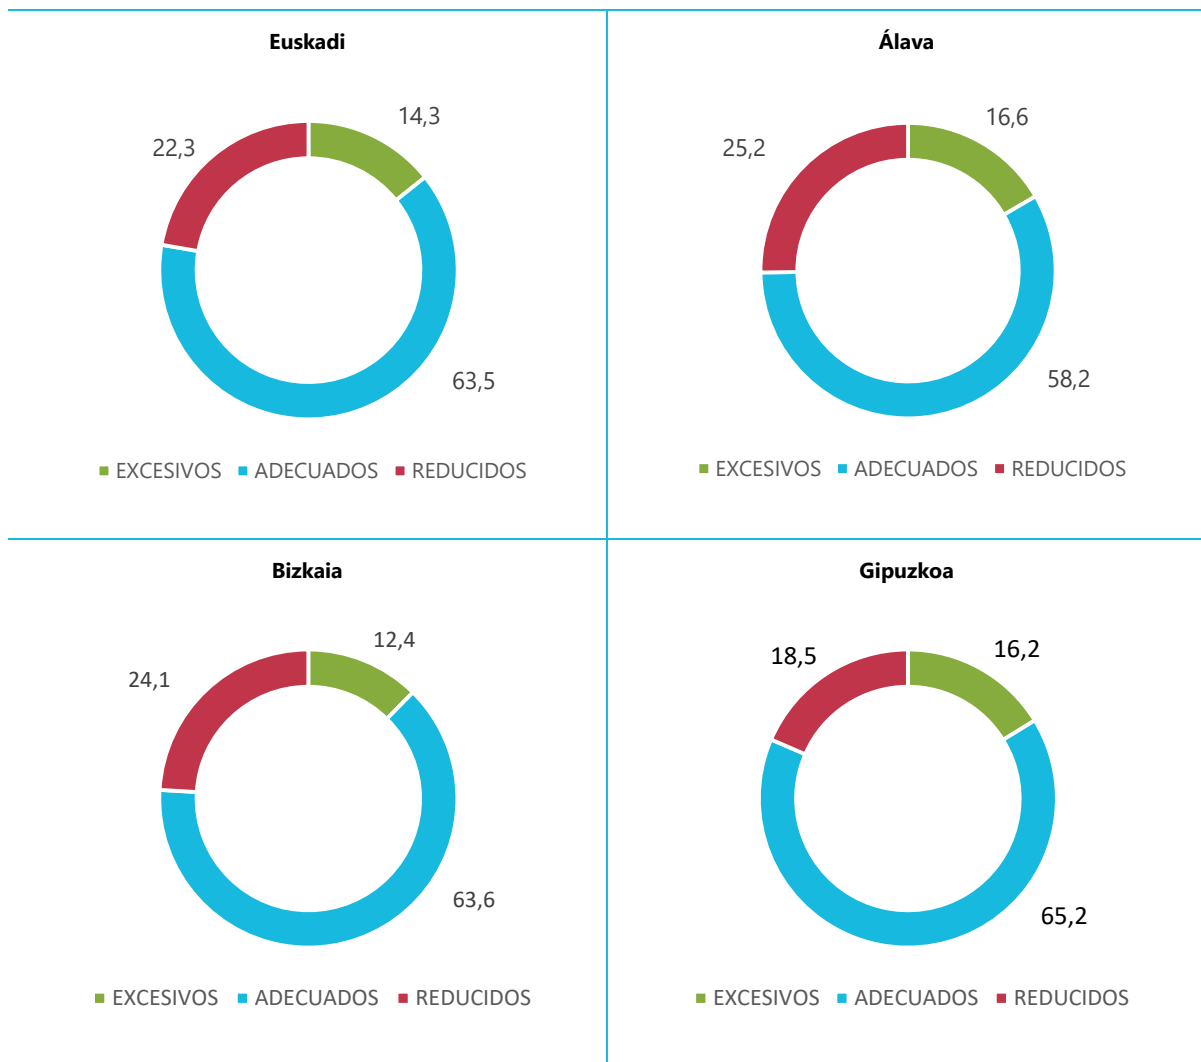 Euskadi
14,3
22,3
63,5
EXCESIVOS ADECUADOS REDUCIDOS
Álava
16,6
25,2
58,2
EXCESIVOS ADECUADOS REDUCIDOS
Bizkaia
12,4
24,1
63,6
EXCESIVOS ADECUADOS REDUCIDOS
Gipuzkoa
16,2
18,5
65,2
EXCESIVOS ADECUADOS REDUCIDOS